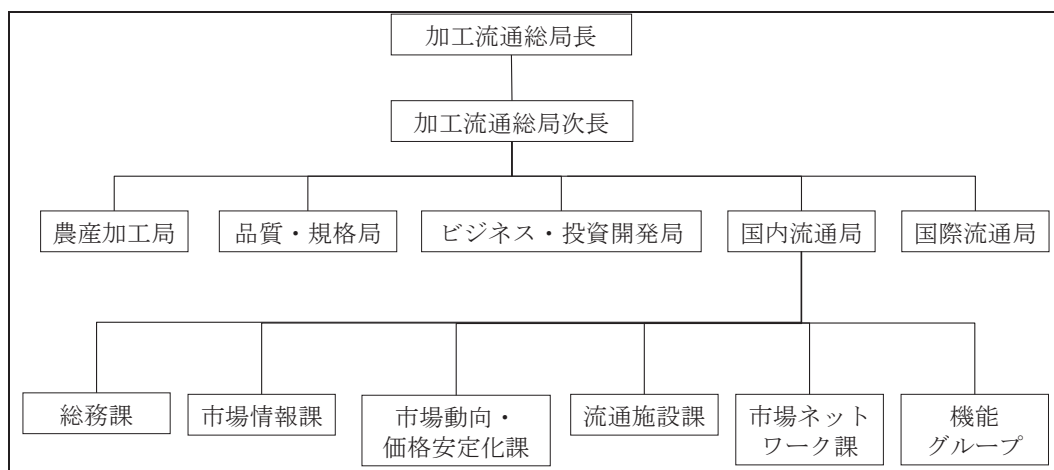 加工流通総局長
加工流通総局次長
農産加工局
品質・規格局
ビジネス・投資開発局
国内流通局
国際流通局
総務課
市場情報課
市場動向・
価格安定化課
流通施設課
市場ネット
ワーク課
機能
グループ